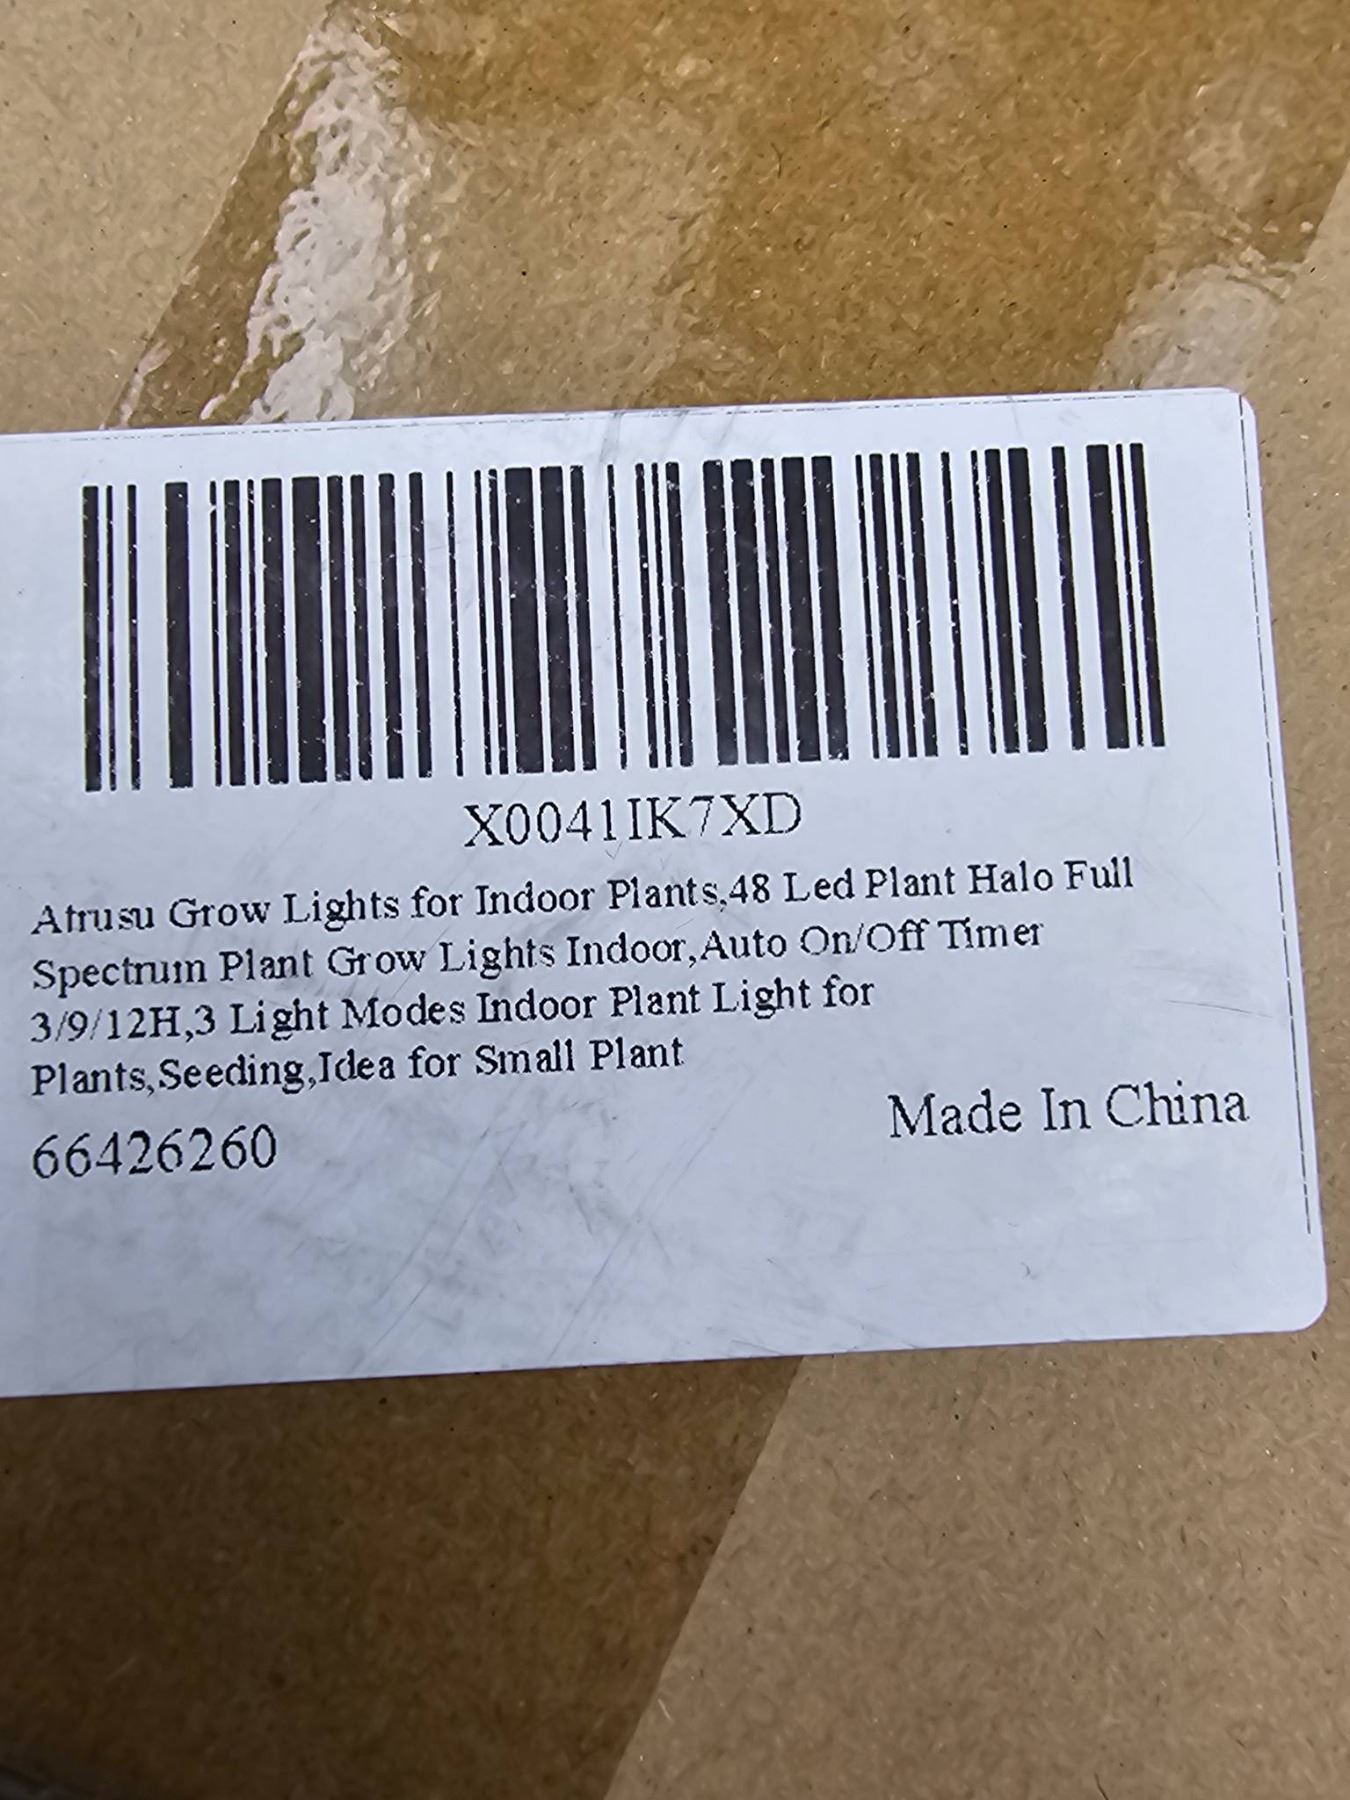 X0041IK7XD
Atrusu Grow Lights for Indoor Plants,48 Led Plant Halo Full
Spectrum Plant Grow Lights Indoor,Auto On/Off Timer
3/9/12H,3 Light Modes Indoor Plant Light for
Plants,Seeding,Idea for Small Plant
66426260
Made In China